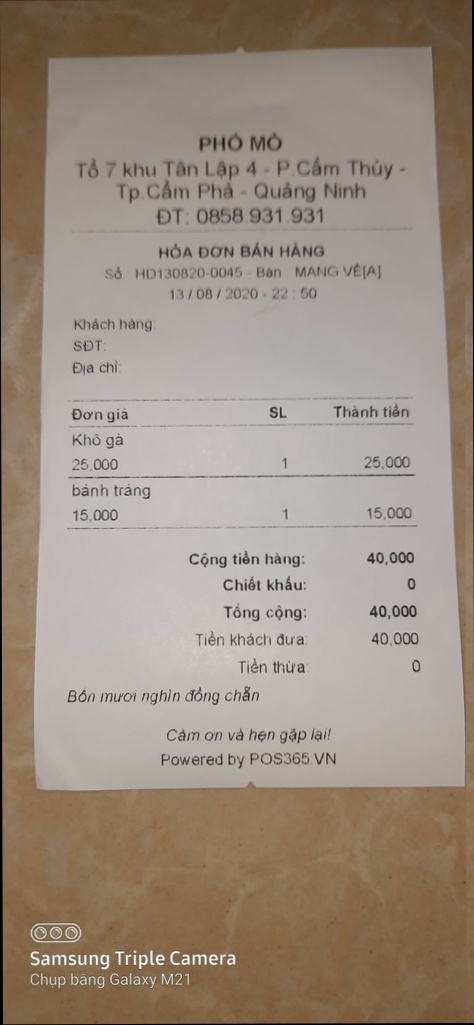 PHÔ MÔ
Tổ 7 khu Tân Lập 4 - P.Cẩm Thủy -
Tp.Cẩm Phả - Quảng Ninh
ĐT: 0858.931.931
HÓA ĐƠN BÁN HÀNG
Số HD130820-0045 - Bàn MANG VỀ[A]
13 / 08 / 2020 - 22 : 50
Khách hàng:
SĐT:
Địa chỉ:
Đơn giá SL Thành tiền
Khô gà
25,000 1 25,000
bánh tráng
15,000 1 15,000
Cộng tiền hàng: 40,000
Chiết khấu: 0
Tổng cộng: 40,000
Tiền khách đưa: 40,000
Tiền thừa: 0
Bốn mươi nghìn đồng chẵn
Cảm ơn và hẹn gặp lại!
Powered by POS365.VN
Samsung Triple Camera
Chụp bằng Galaxy M21